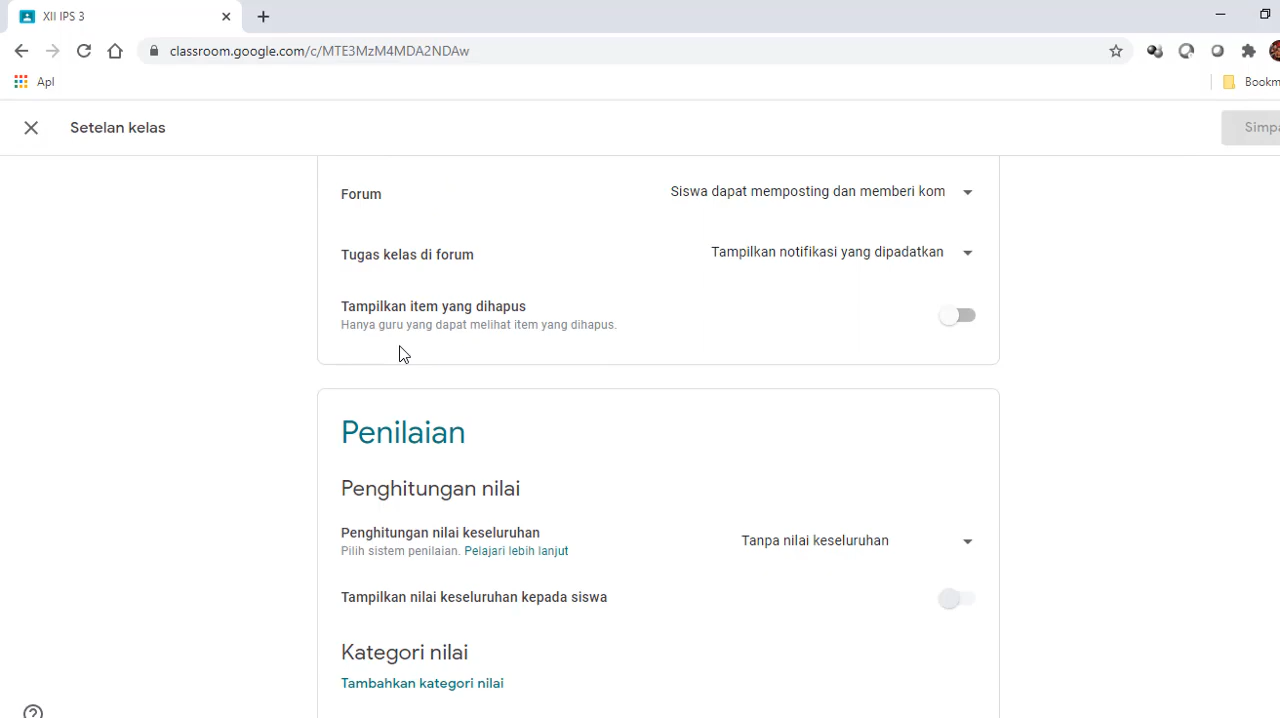 XII IPS 3
classroom.google.com/c/MTE3MzM4MDA2NDAw
Apl
Bookm
Setelan kelas
Simpa
Forum
Siswa dapat memposting dan memberi kom
Tugas kelas di forum
Tampilkan notifikasi yang dipadatkan
Tampilkan item yang dihapus
Hanya guru yang dapat melihat item yang dihapus.
Penilaian
Penghitungan nilai
Penghitungan nilai keseluruhan
Pilih sistem penilaian. Pelajari lebih lanjut
Tanpa nilai keseluruhan
Tampilkan nilai keseluruhan kepada siswa
Kategori nilai
Tambahkan kategori nilai